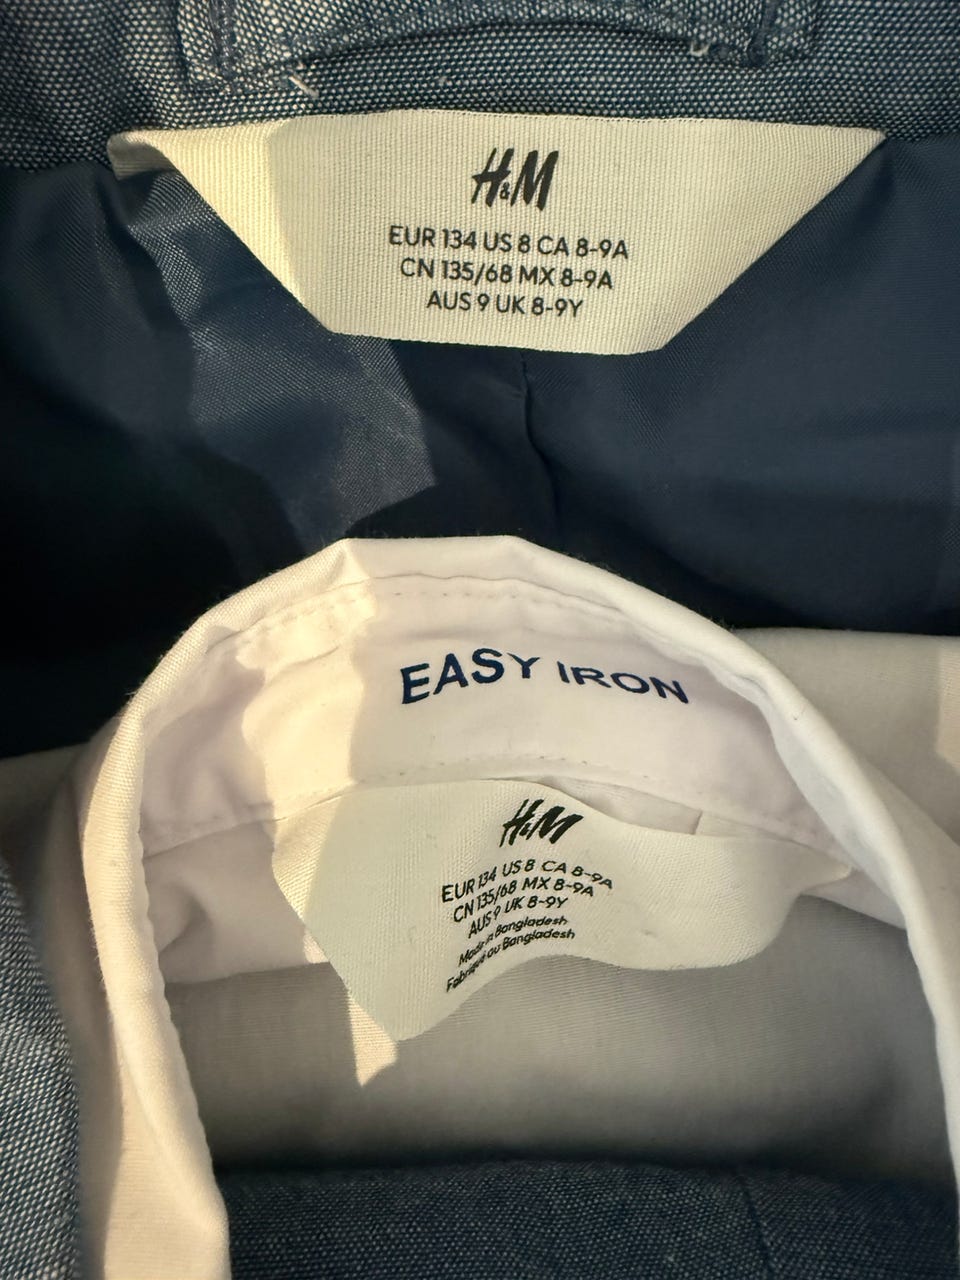 H&M
EUR 134 US 8 CA 8-9A
CN 135/68 MX 8-9A
AUS 9 UK 8-9Y
EASY IRON
H&M
EUR 134 US 8 CA 8-9A
CN 135/68 MX 8-9A
AUS 9 UK 8-9Y
Made in Bangladesh
Fabriqué au Bangladesh